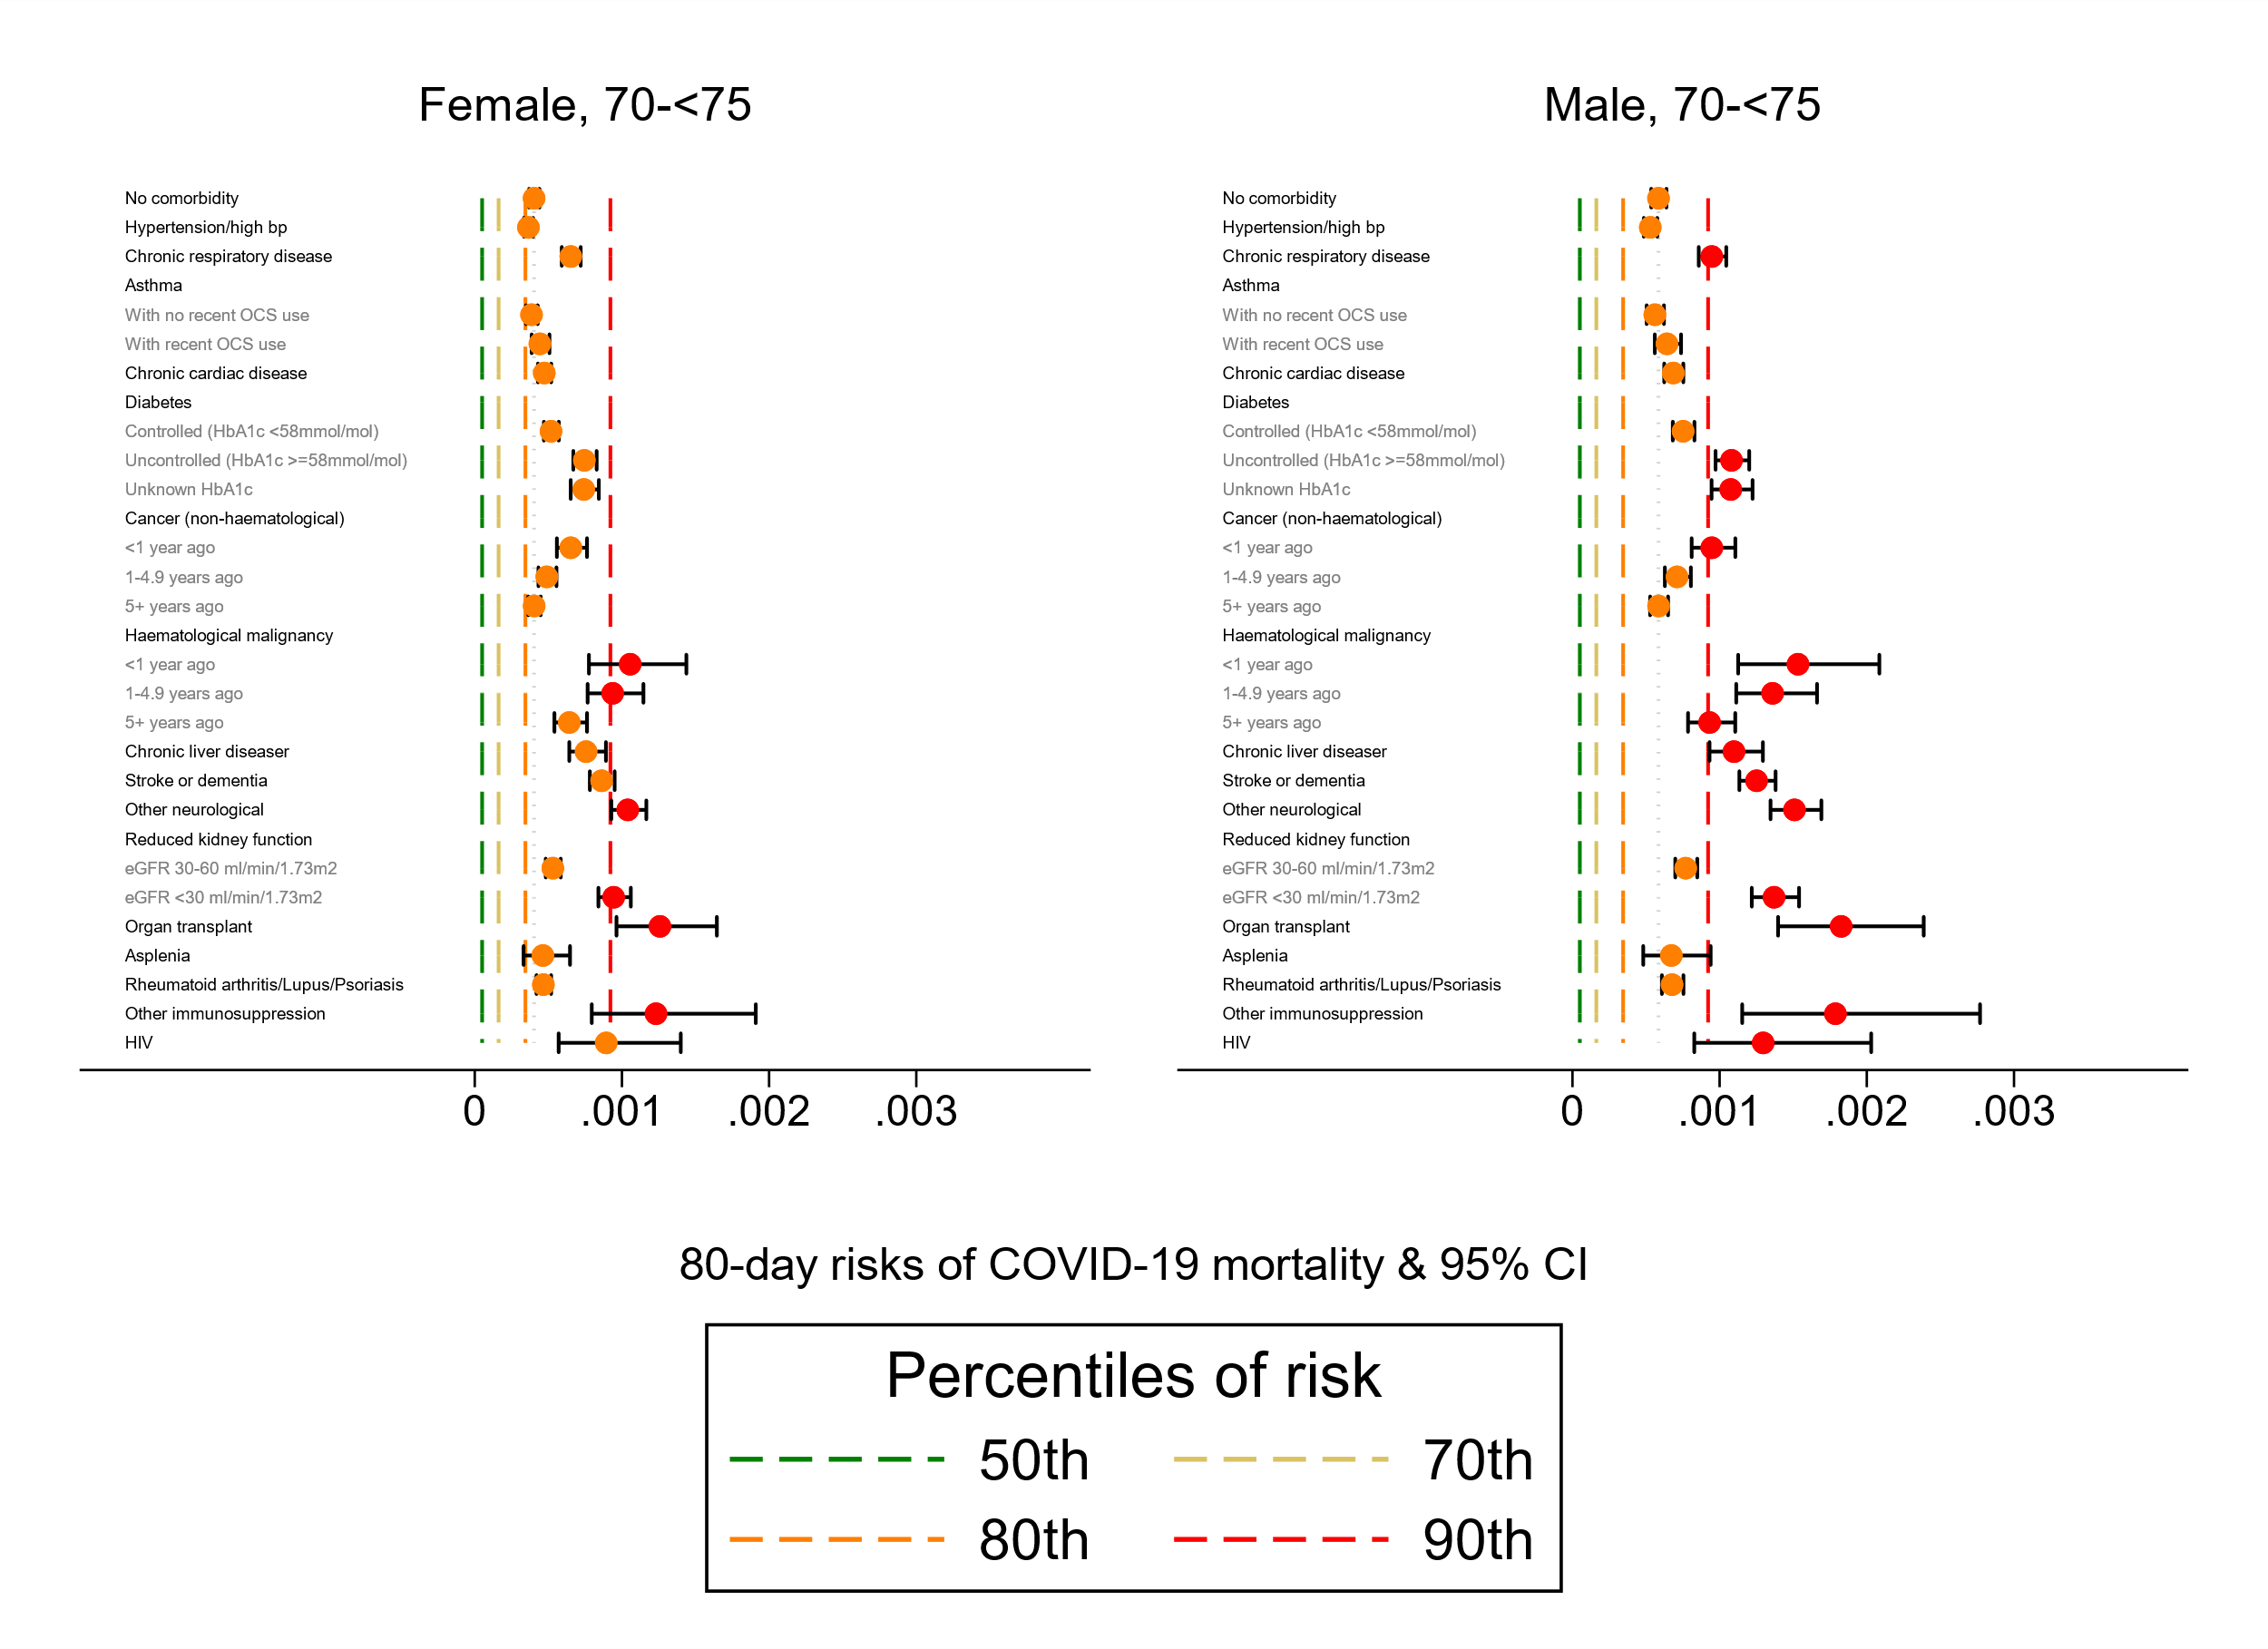 Female, 70-<75
No comorbidity
Hypertension/high bp
Chronic respiratory disease
Asthma
With no recent OCS use
With recent OCS use
Chronic cardiac disease
Diabetes
Controlled (HbA1c <58mmol/mol)
Uncontrolled (HbA1c >=58mmol/mol)
Unknown HbA1c
Cancer (non-haematological)
<1 year ago
1-4.9 years ago
5+ years ago
Haematological malignancy
<1 year ago
1-4.9 years ago
5+ years ago
Chronic liver diseaser
Stroke or dementia
Other neurological
Reduced kidney function
eGFR 30-60 ml/min/1.73m2
eGFR <30 ml/min/1.73m2
Organ transplant
Asplenia
Rheumatoid arthritis/Lupus/Psoriasis
Other immunosuppression
HIV
0 .001 .002 .003
Male, 70-<75
No comorbidity
Hypertension/high bp
Chronic respiratory disease
Asthma
With no recent OCS use
With recent OCS use
Chronic cardiac disease
Diabetes
Controlled (HbA1c <58mmol/mol)
Uncontrolled (HbA1c >=58mmol/mol)
Unknown HbA1c
Cancer (non-haematological)
<1 year ago
1-4.9 years ago
5+ years ago
Haematological malignancy
<1 year ago
1-4.9 years ago
5+ years ago
Chronic liver diseaser
Stroke or dementia
Other neurological
Reduced kidney function
eGFR 30-60 ml/min/1.73m2
eGFR <30 ml/min/1.73m2
Organ transplant
Asplenia
Rheumatoid arthritis/Lupus/Psoriasis
Other immunosuppression
HIV
0 .001 .002 .003
80-day risks of COVID-19 mortality & 95% CI
Percentiles of risk
50th 70th
80th 90th